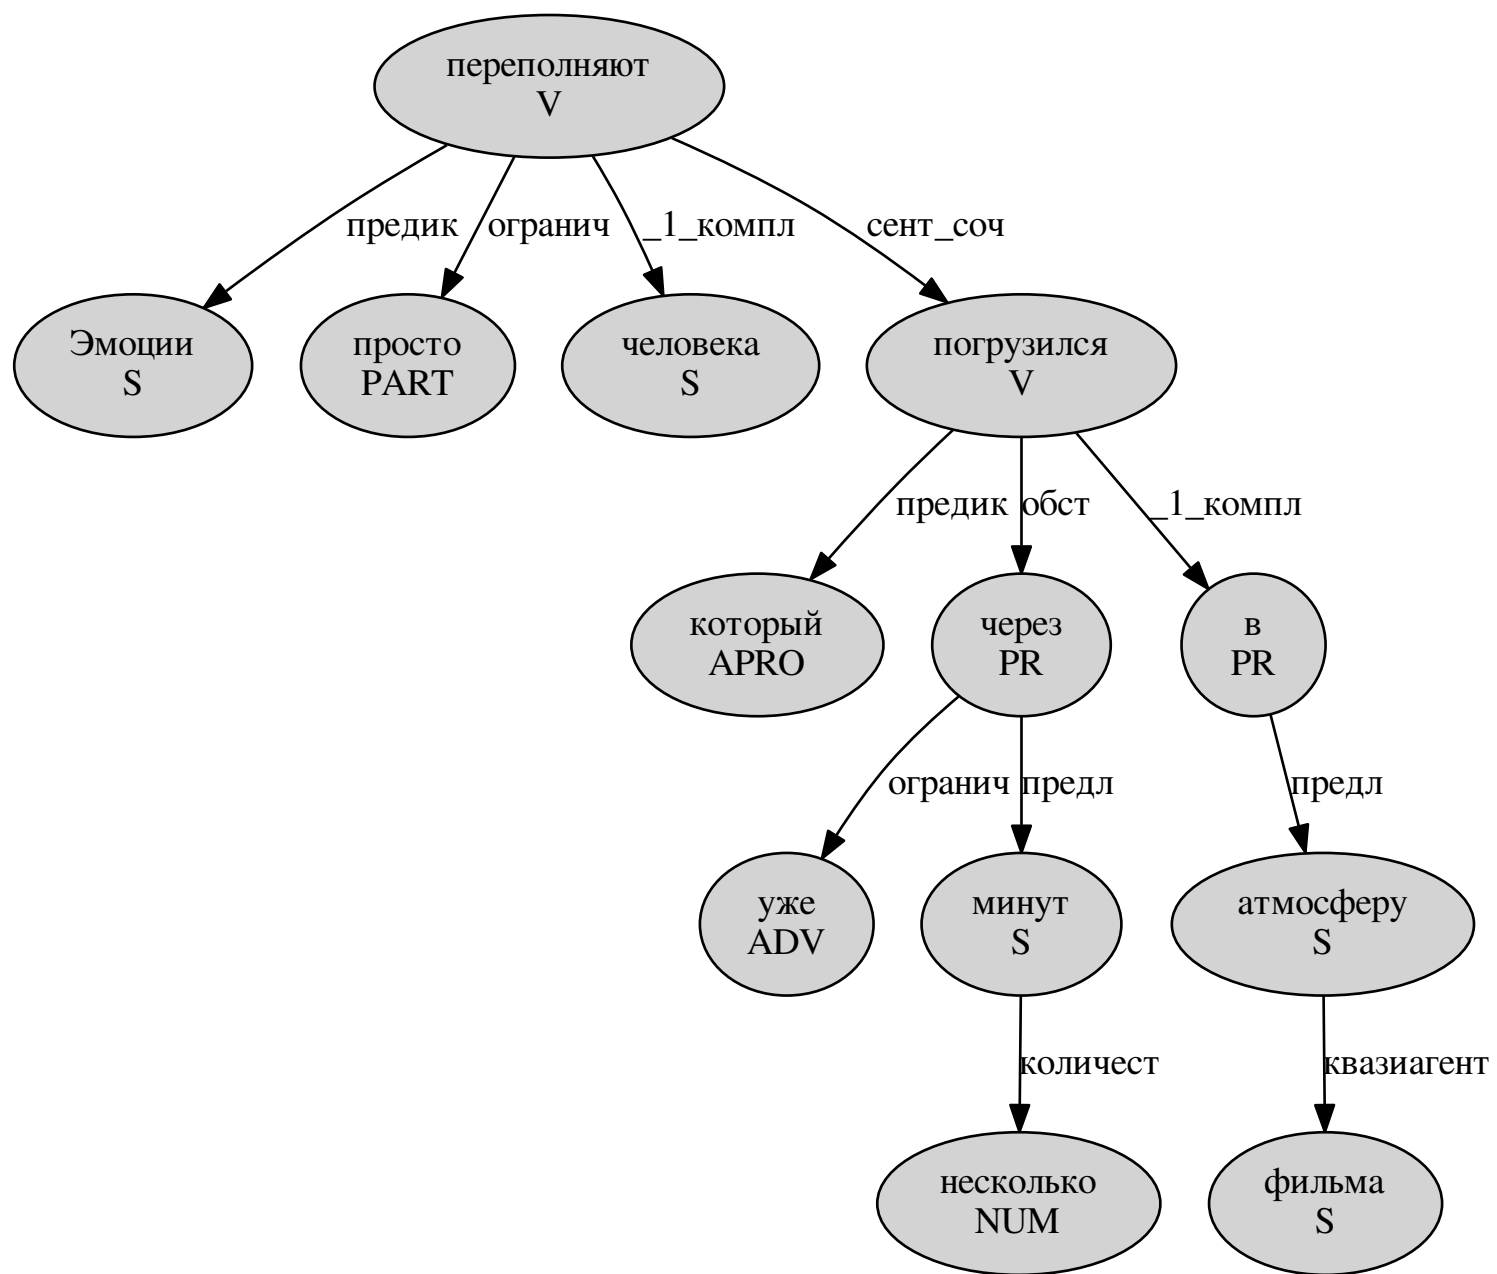 переполняют
V
предик
огранич
_1_компл
сент_соч
Эмоции
S
просто
PART
человека
S
погрузился
V
предик
обст
_1_компл
который
APRO
через
PR
в
PR
огранич
предл
предл
уже
ADV
минут
S
атмосферу
S
количест
квазиагент
несколько
NUM
фильма
S